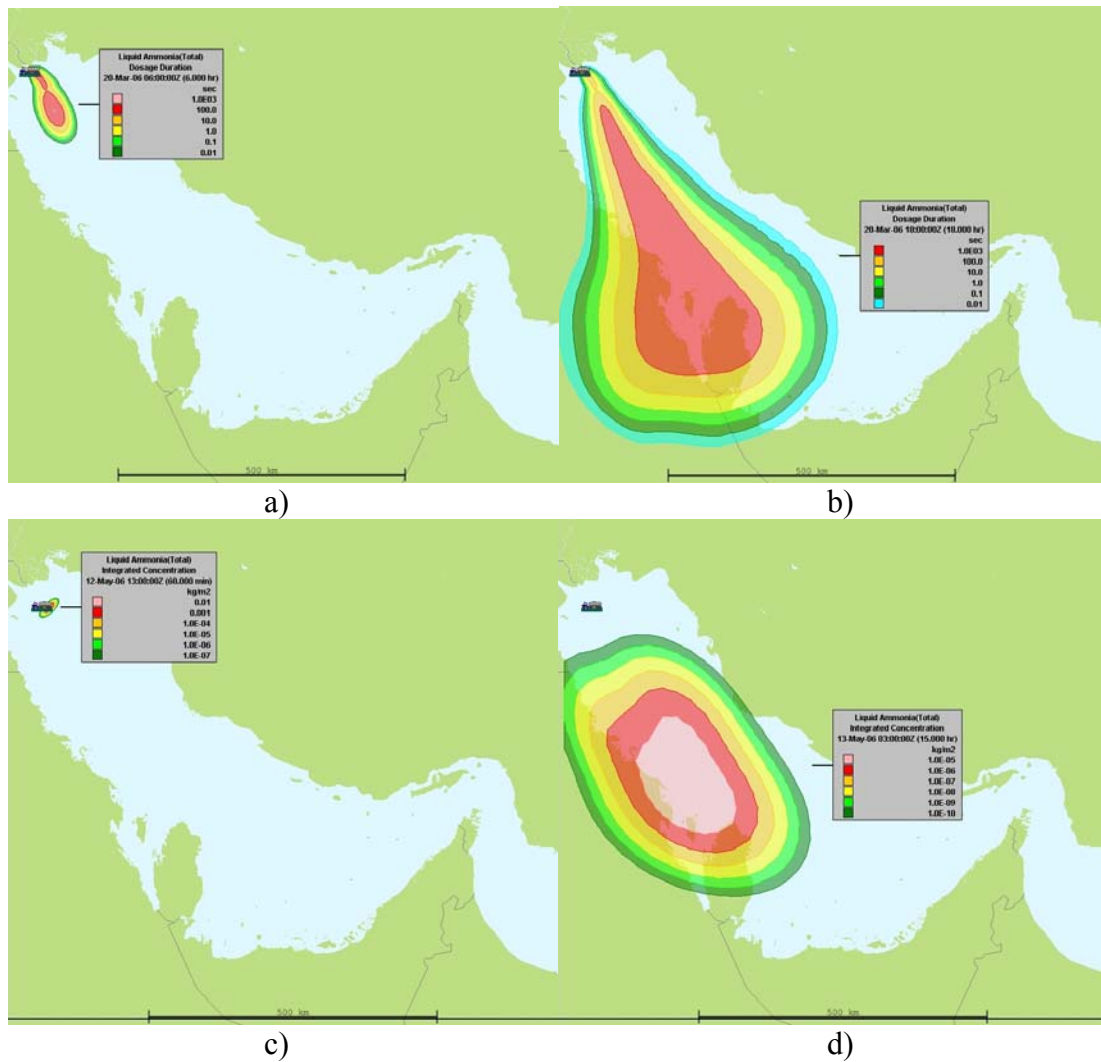 Liquid Ammonia(Total)
Dosage Duration
20-Mar-06 06:00:00Z (6.000 hr)
sec
1.0E03
100.0
10.0
1.0
0.1
0.01
500 km
a)
Liquid Ammonia(Total)
Dosage Duration
20-Mar-06 18:00:00Z (18.000 hr)
sec
1.0E03
100.0
10.0
1.0
0.1
0.01
500 km
b)
Liquid Ammonia(Total)
Integrated Concentration
12-May-06 13:00:00Z (60.000 min)
kg/m2
0.01
0.001
1.0E-04
1.0E-05
1.0E-06
1.0E-07
500 km
c)
Liquid Ammonia(Total)
Integrated Concentration
13-May-06 03:00:00Z (15.000 hr)
kg/m2
1.0E-05
1.0E-06
1.0E-07
1.0E-08
1.0E-09
1.0E-10
500 km
d)